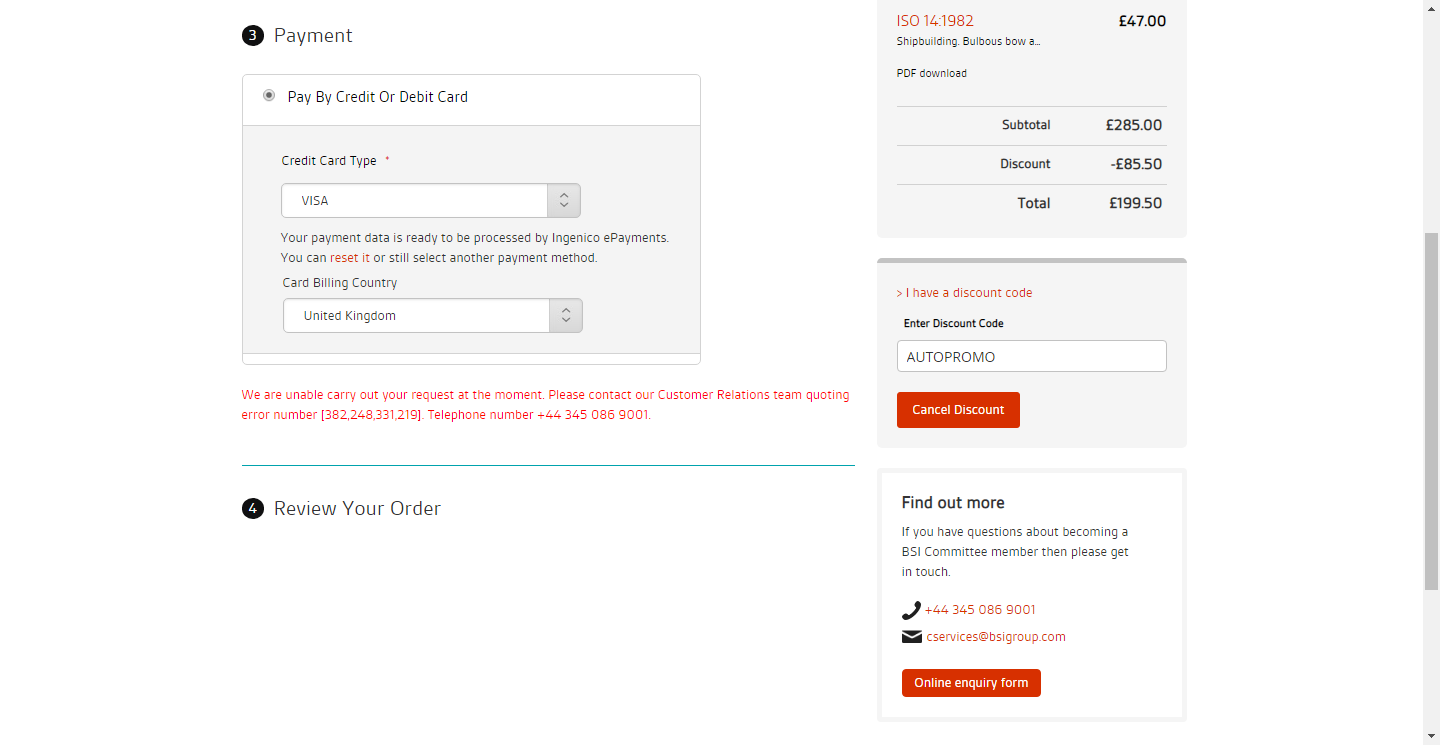 3 Payment
Pay By Credit Or Debit Card
Credit Card Type *
VISA
Your payment data is ready to be processed by Ingenico ePayments.
You can reset it or still select another payment method.
Card Billing Country
United Kingdom
We are unable carry out your request at the moment. Please contact our Customer Relations team quoting
error number [382,248,331,219]. Telephone number +44 345 086 9001.
4 Review Your Order
ISO 14:1982 £47.00
Shipbuilding. Bulbous bow a...
PDF download
Subtotal £285.00
Discount -£85.50
Total £199.50
> I have a discount code
Enter Discount Code
AUTOPROMO
Cancel Discount
Find out more
If you have questions about becoming a
BSI Committee member then please get
in touch.
+44 345 086 9001
cservices@bsigroup.com
Online enquiry form